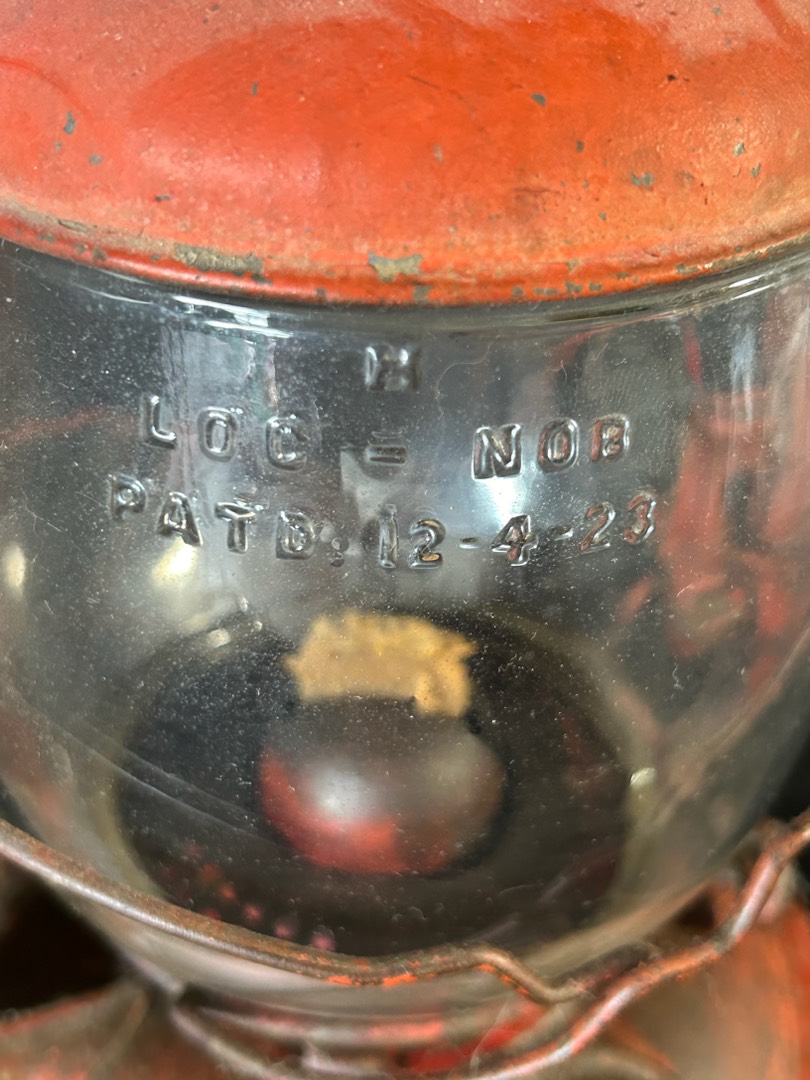 H
LOC = NOB
PATD. 12-4-23